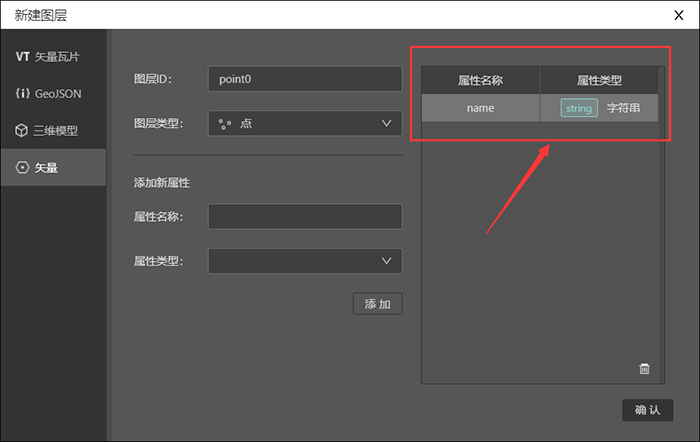 新建图层
X
VT 矢量瓦片
GeoJSON
三维模型
矢量
图层ID: point0
图层类型: 点
添加新属性
属性名称:
属性类型:
添加
属性名称 属性类型
name string 字符串
确认